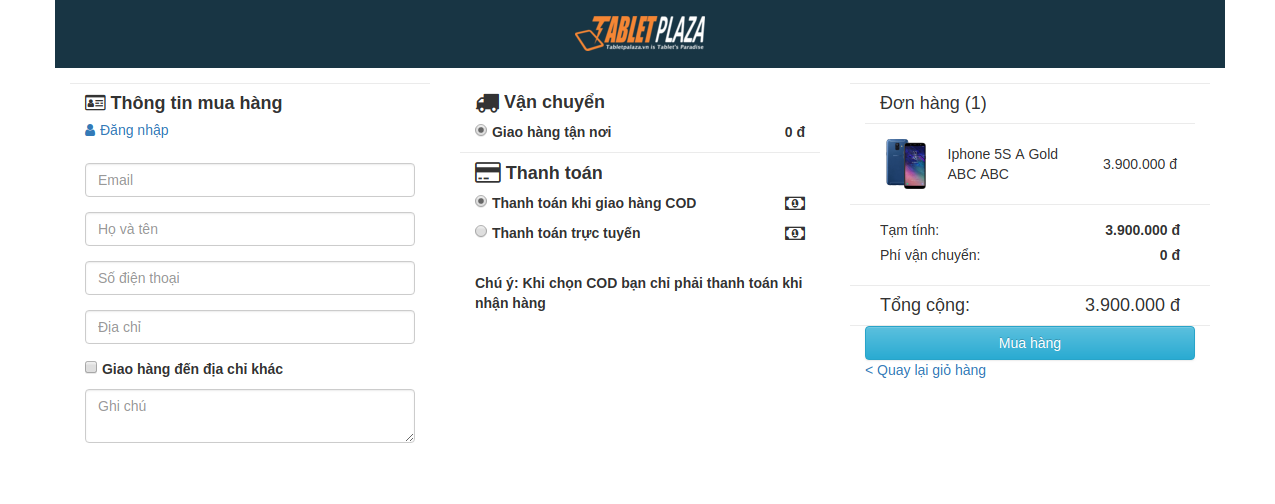 TABLETPLAZA
Tabletpalaza.vn is Tablet's Paradise
Thông tin mua hàng
Đăng nhập
Email
Họ và tên
Số điện thoại
Địa chỉ
Giao hàng đến địa chỉ khác
Ghi chú
Vận chuyển
Giao hàng tận nơi 0 đ
Thanh toán
Thanh toán khi giao hàng COD
Thanh toán trực tuyến
Chú ý: Khi chọn COD bạn chỉ phải thanh toán khi
nhận hàng
Đơn hàng (1)
Iphone 5S A Gold
ABC ABC
3.900.000 đ
Tạm tính: 3.900.000 đ
Phí vận chuyển: 0 đ
Tổng cộng: 3.900.000 đ
Mua hàng
< Quay lại giỏ hàng